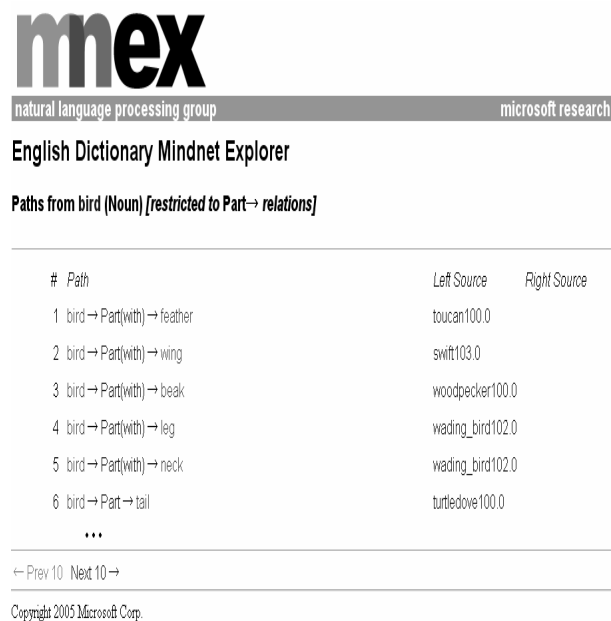 mnex
natural language processing group microsoft research
English Dictionary Mindnet Explorer
Paths from bird (Noun) [restricted to Part→ relations]
# Path Left Source Right Source
1 bird → Part(with) → feather toucan100.0
2 bird → Part(with) → wing swift103.0
3 bird → Part(with) → beak woodpecker100.0
4 bird → Part(with) → leg wading_bird102.0
5 bird → Part(with) → neck wading_bird102.0
6 bird → Part → tail turtledove100.0
...
← Prev 10 Next 10 →
Copyright 2005 Microsoft Corp.